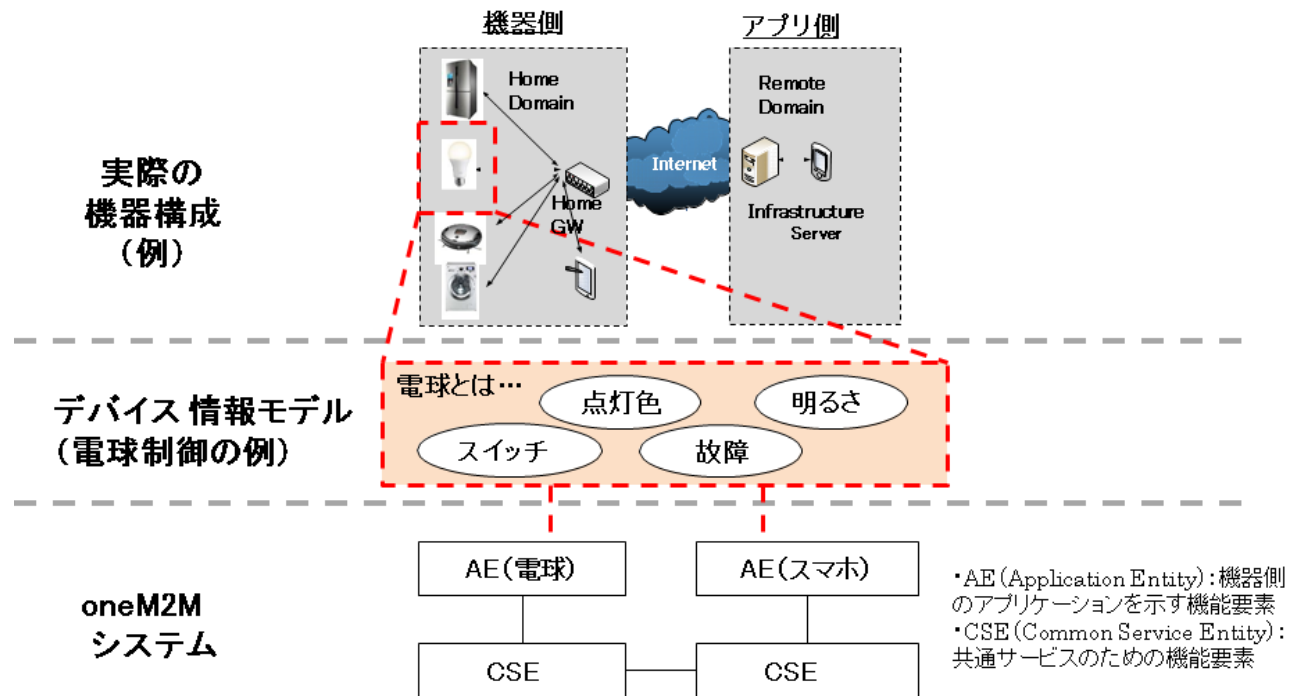 機器側
アプリ側
Home
Domain
Home
GW
Internet
Remote
Domain
Infrastructure
Server
実際の
機器構成
(例)
デバイス 情報モデル
(電球制御の例)
電球とは…
点灯色
明るさ
スイッチ
故障
oneM2M
システム
AE(電球)
AE(スマホ)
CSE
CSE
・AE(Application Entity):機器側
のアプリケーションを示す機能要素
・CSE(Common Service Entity):
共通サービスのための機能要素